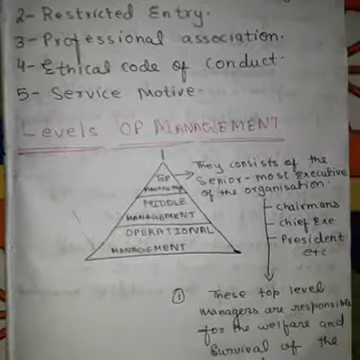 2- Restricted Entry.
3- Professional association.
4- Ethical code of conduct.
5- Service Motive.
Levels OF MANAGEMENT
They consists of the
senior-most executive
of the organisation.
MANAGEMENT
MIDDLE
MANAGEMENT
OPERATIONAL
MANAGEMENT
Chairmans
chief Exe
President
etc
① These top level
managers are responsible
for the welfare and
survival of the